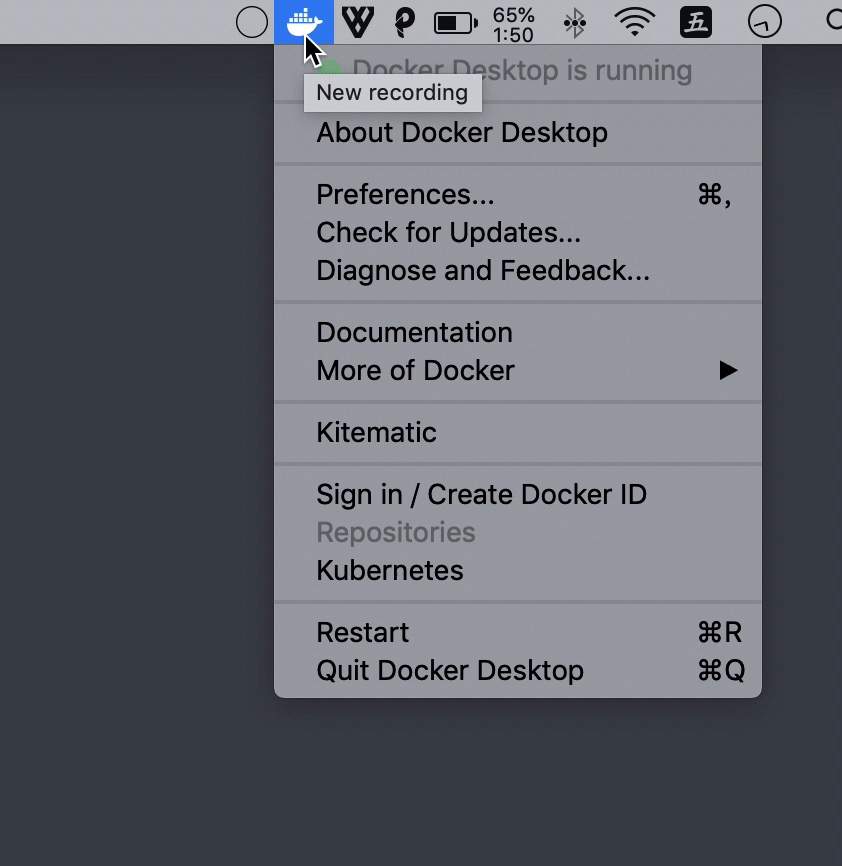 65%
1:50
五
Docker Desktop is running
New recording
About Docker Desktop
Preferences... ⌘,
Check for Updates...
Diagnose and Feedback...
Documentation
More of Docker ▶
Kitematic
Sign in / Create Docker ID
Repositories
Kubernetes
Restart ⌘R
Quit Docker Desktop ⌘Q